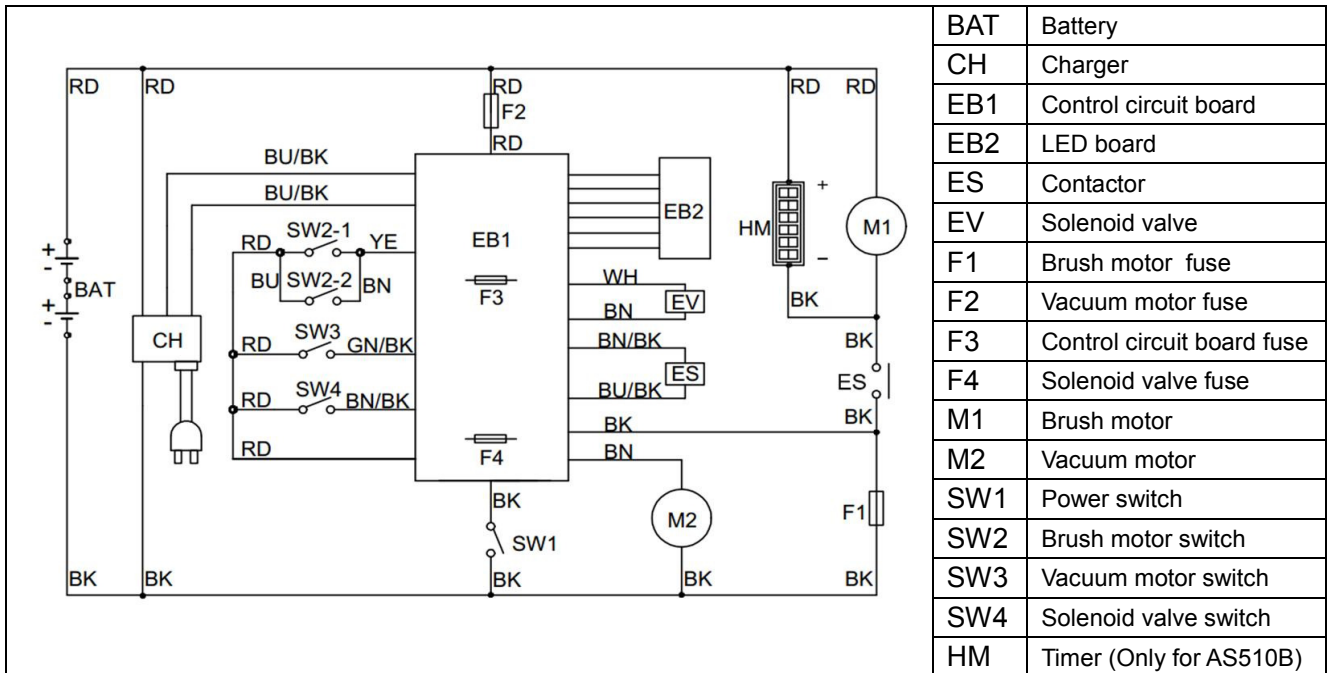 RD
RD
RD
F2
RD
RD
RD
BU/BK
BU/BK
RD
SW2-1
YE
BU
SW2-2
BN
+
-
BAT
+
-
CH
RD
SW3
GN/BK
RD
SW4
BN/BK
RD
EB1
F3
F4
EB2
WH
EV
BN
BN/BK
ES
BU/BK
BK
BN
HM
+
−
BK
M1
BK
ES
BK
F1
M2
BK
SW1
BK
BK
BK
BK
BK
BAT Battery
CH Charger
EB1 Control circuit board
EB2 LED board
ES Contactor
EV Solenoid valve
F1 Brush motor fuse
F2 Vacuum motor fuse
F3 Control circuit board fuse
F4 Solenoid valve fuse
M1 Brush motor
M2 Vacuum motor
SW1 Power switch
SW2 Brush motor switch
SW3 Vacuum motor switch
SW4 Solenoid valve switch
HM Timer (Only for AS510B)